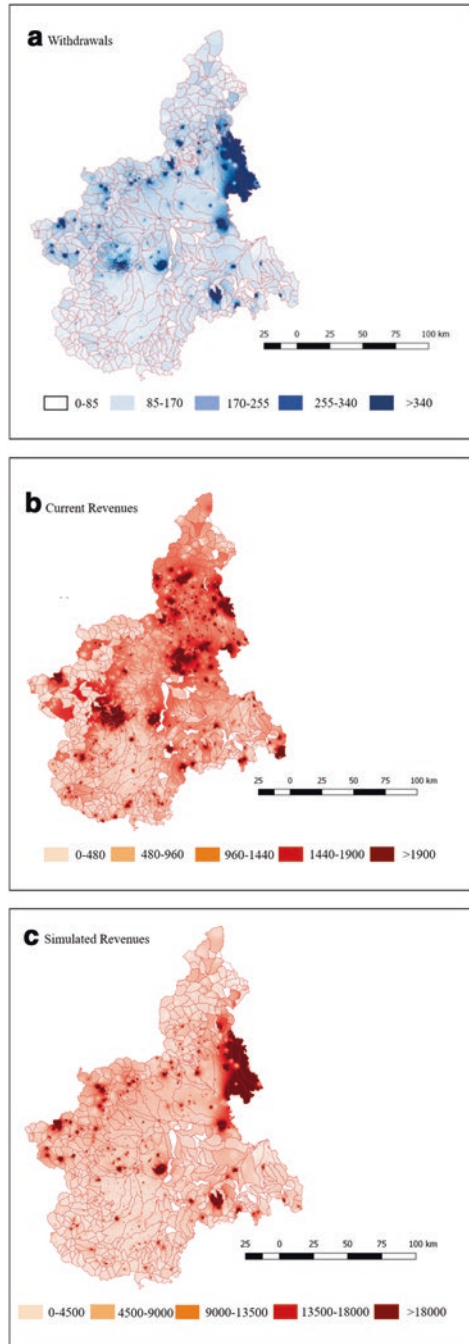 a Withdrawals
25 0 25 50 75 100 km
0-85 85-170 170-255 255-340 >340
b Current Revenues
25 0 25 50 75 100 km
0-480 480-960 960-1440 1440-1900 >1900
c Simulated Revenues
25 0 25 50 75 100 km
0-4500 4500-9000 9000-13500 13500-18000 >18000